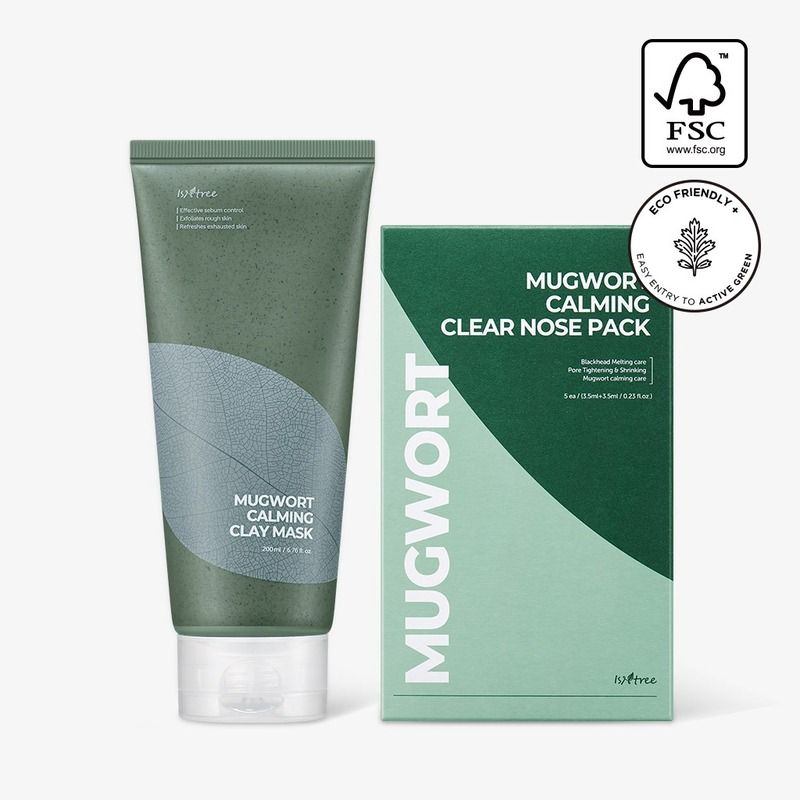 Isntree
Effective sebum control
Exfoliates rough skin
Refreshes exhausted skin
MUGWORT
CALMING
CLAY MASK
200ml / 6.76 fl.oz.
MUGWORT
CALMING
CLEAR NOSE PACK
Blackhead Melting care
Pore Tightening & Shrinking
Mugwort calming care
5 ea / (3.5ml+3.5ml / 0.23 fl.oz.)
MUGWORT
Isntree
TM
FSC
www.fsc.org
ECO FRIENDLY +
EASY ENTRY TO ACTIVE GREEN